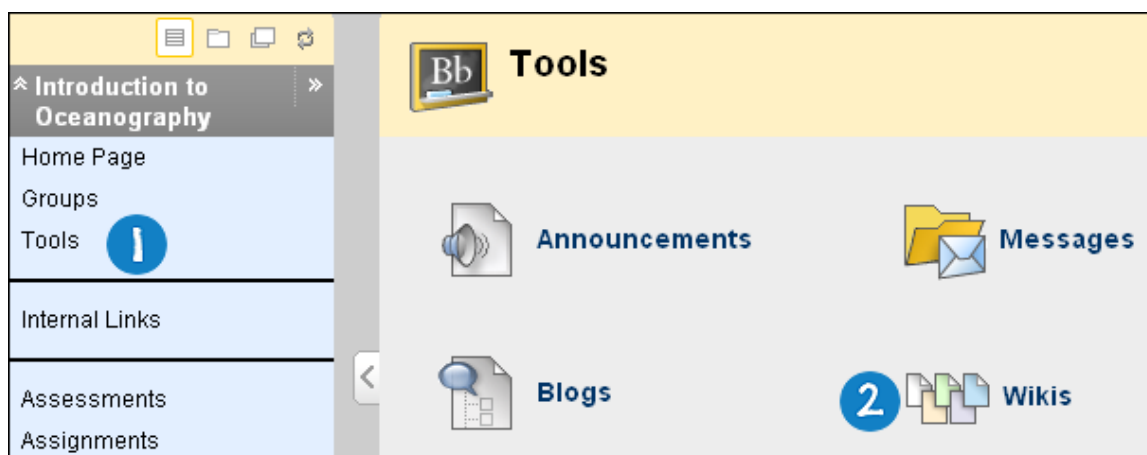 Introduction to
Oceanography
Home Page
Groups
Tools 1
Internal Links
Assessments
Assignments
Bb Tools
Announcements
Messages
Blogs
2 Wikis